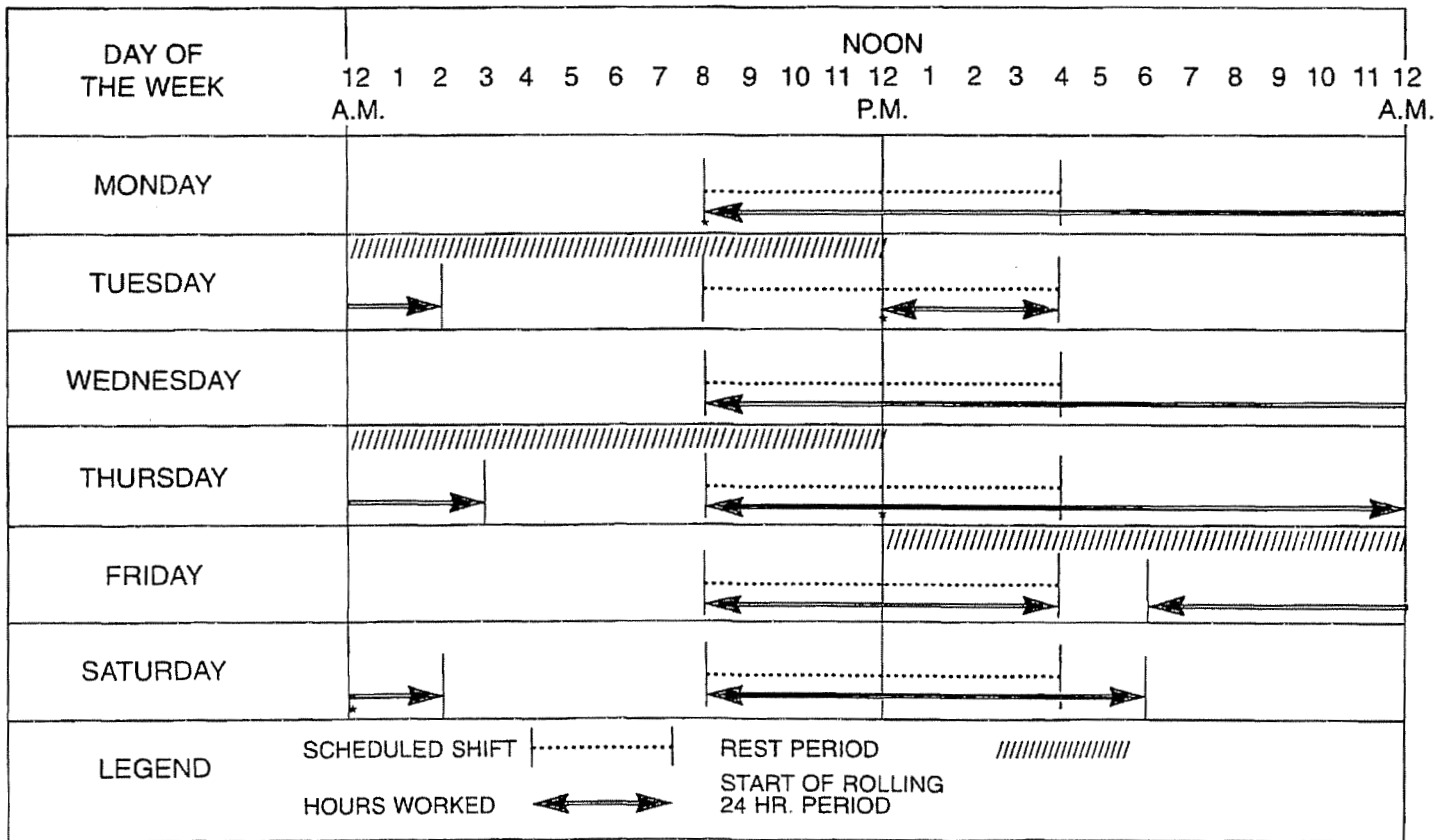 DAY OF
THE WEEK
NOON
12 1 2 3 4 5 6 7 8 9 10 11 12 1 2 3 4 5 6 7 8 9 10 11 12
A.M. P.M. A.M.
MONDAY
*
TUESDAY
*
WEDNESDAY
THURSDAY
*
FRIDAY
SATURDAY
*
LEGEND
SCHEDULED SHIFT
REST PERIOD
HOURS WORKED
START OF ROLLING
24 HR. PERIOD